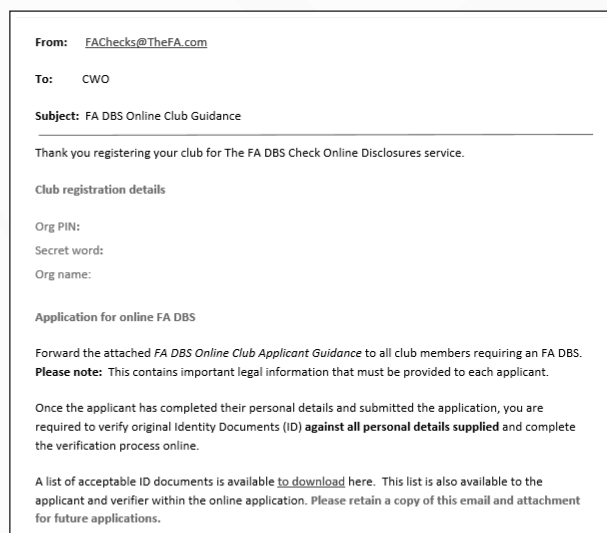 From: FAChecks@TheFA.com
To: CWO
Subject: FA DBS Online Club Guidance
Thank you registering your club for The FA DBS Check Online Disclosures service.
Club registration details
Org PIN:
Secret word:
Org name:
Application for online FA DBS
Forward the attached FA DBS Online Club Applicant Guidance to all club members requiring an FA DBS.
Please note: This contains important legal information that must be provided to each applicant.
Once the applicant has completed their personal details and submitted the application, you are
required to verify original Identity Documents (ID) against all personal details supplied and complete
the verification process online.
A list of acceptable ID documents is available to download here. This list is also available to the
applicant and verifier within the online application. Please retain a copy of this email and attachment
for future applications.